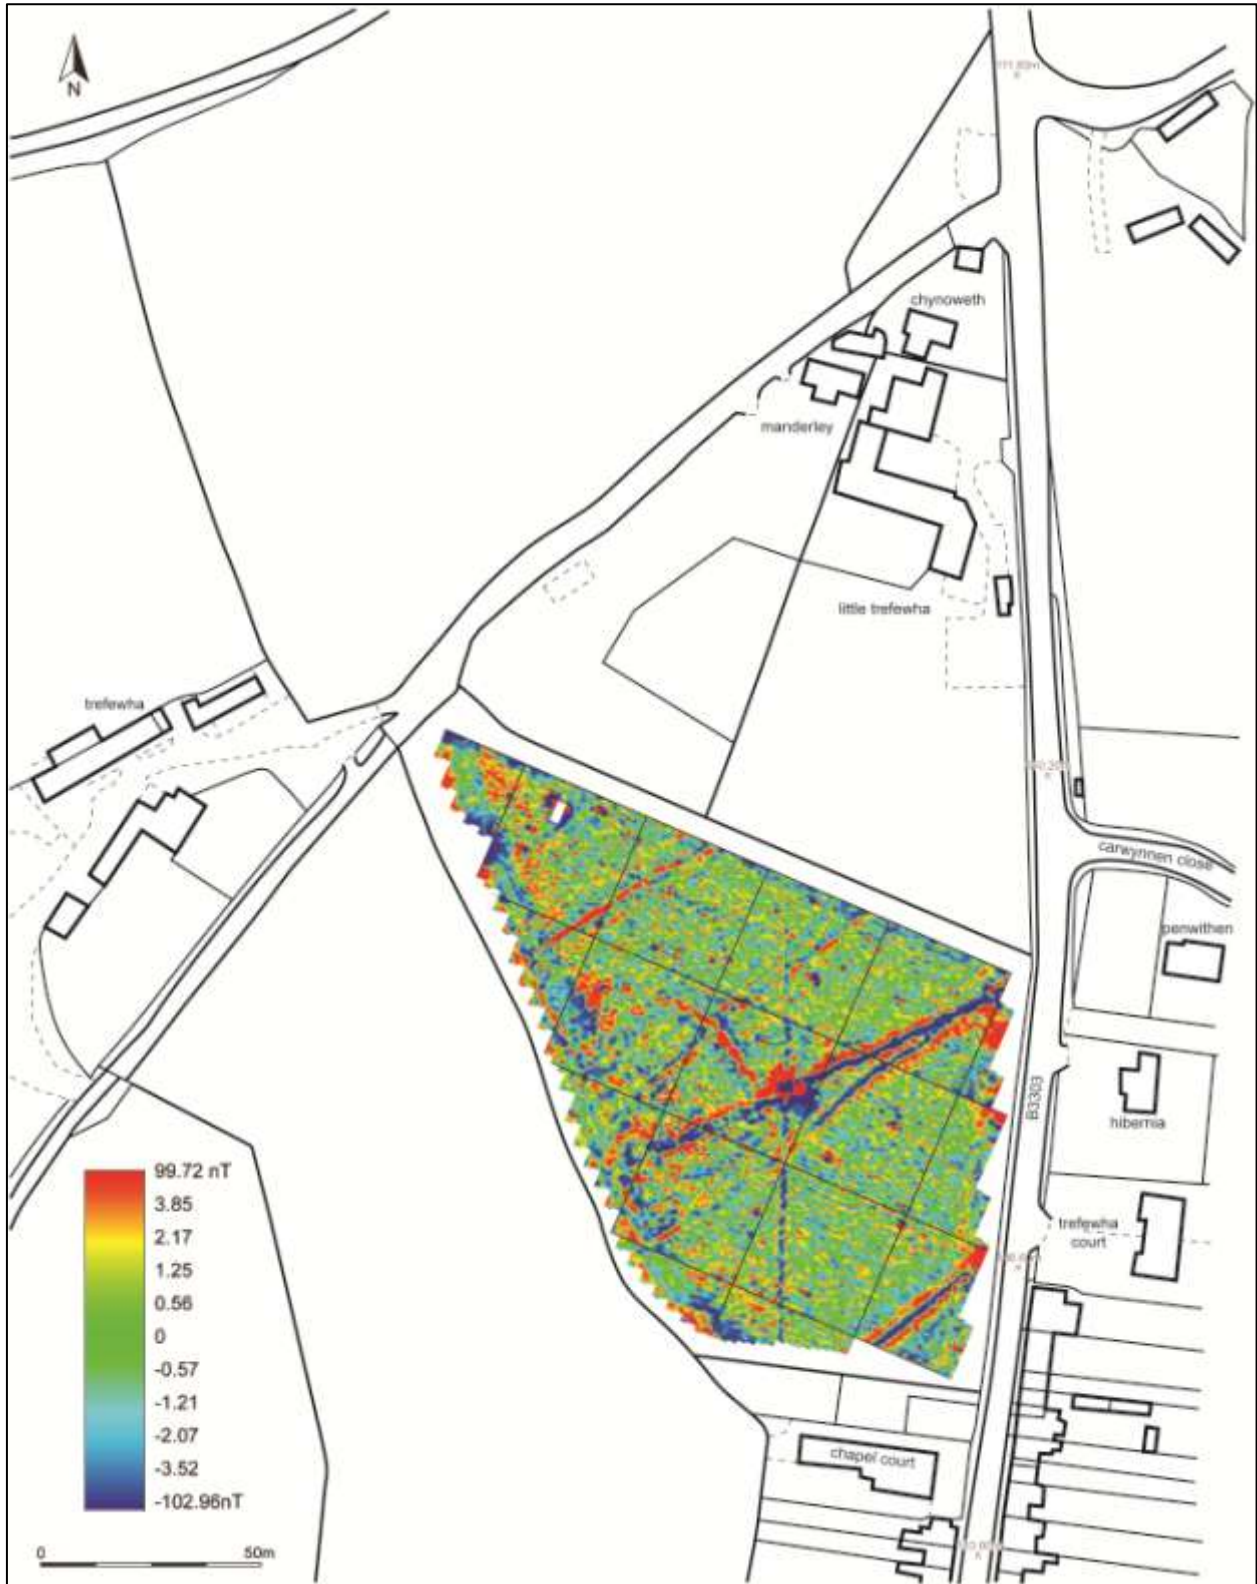 N
chynoweth
manderley
little trefewha
trefewha
carwynnen close
penwithen
B3303
hibernia
trefewha
court
99.72 nT
3.85
2.17
1.25
0.56
0
-0.57
-1.21
-2.07
-3.52
-102.96nT
chapel court
0
50m